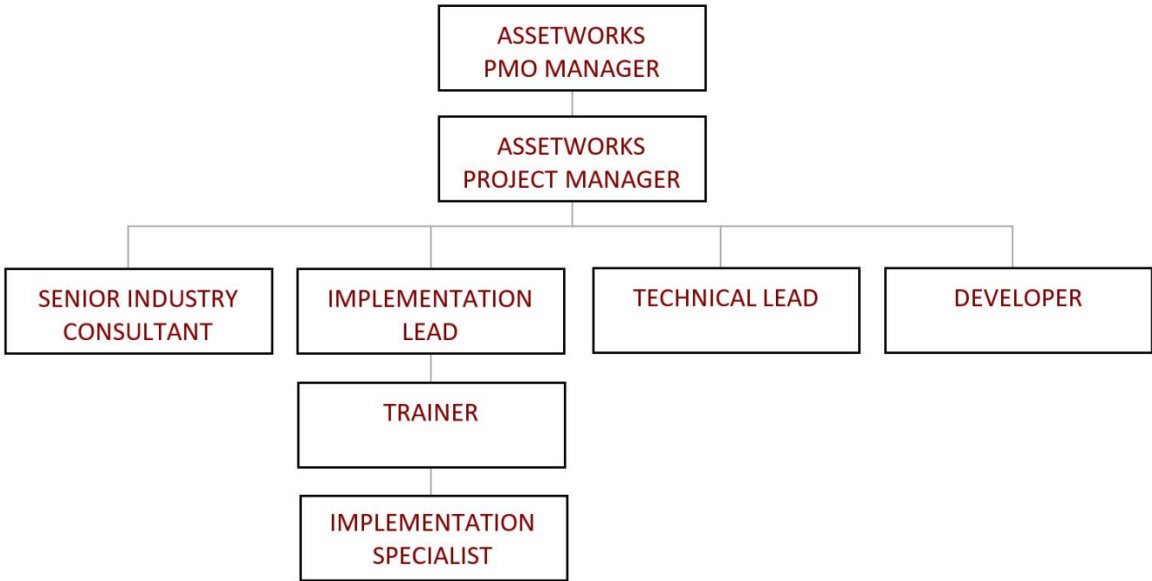 ASSETWORKS
PMO MANAGER
ASSETWORKS
PROJECT MANAGER
SENIOR INDUSTRY
CONSULTANT
IMPLEMENTATION
LEAD
TECHNICAL LEAD
DEVELOPER
TRAINER
IMPLEMENTATION
SPECIALIST